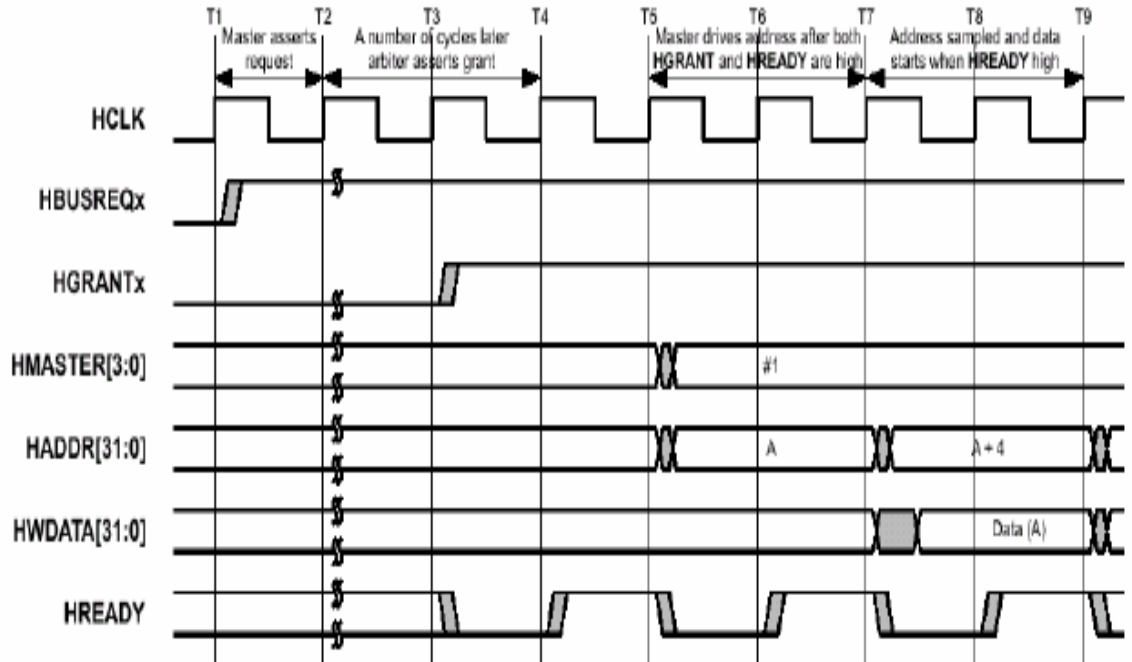 T1 T2 T3 T4 T5 T6 T7 T8 T9
Master asserts
request
A number of cycles later
arbiter asserts grant
Master drives address after both
HGRANT and HREADY are high
Address sampled and data
starts when HREADY high
HCLK
HBUSREQx
HGRANTx
HMASTER[3:0] #1
HADDR[31:0] A A + 4
HWDATA[31:0] Data (A)
HREADY